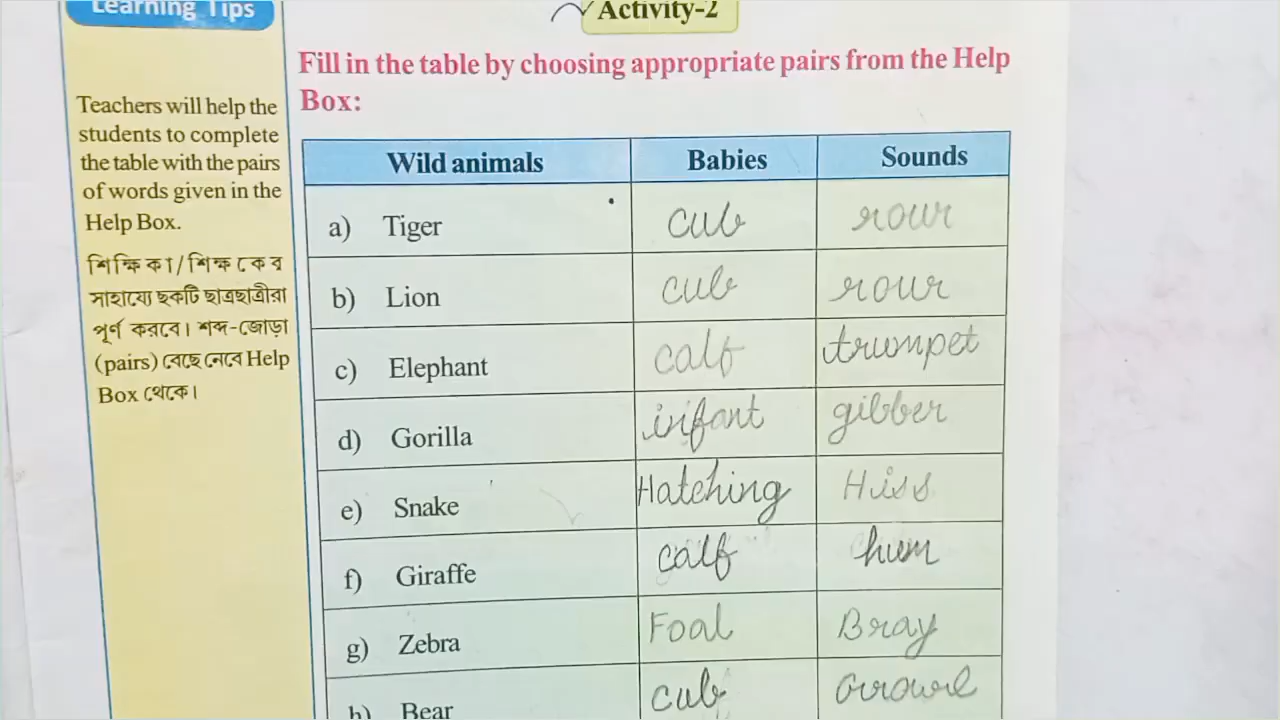 Learning Tips
Activity-2
Teachers will help the
students to complete
the table with the pairs
of words given in the
Help Box.
শিক্ষিকা/শিক্ষকের
সাহায্যে ছকটি ছাত্রছাত্রীরা
পূর্ণ করবে। শব্দ-জোড়া
(pairs) বেছে নেবে Help
Box থেকে।
Fill in the table by choosing appropriate pairs from the Help
Box:
Wild animals Babies Sounds
a) Tiger cub rour
b) Lion cub rour
c) Elephant calf trumpet
d) Gorilla infant gibber
e) Snake Hatching Hiss
f) Giraffe calf hum
g) Zebra Foal Bray
h) Bear cub